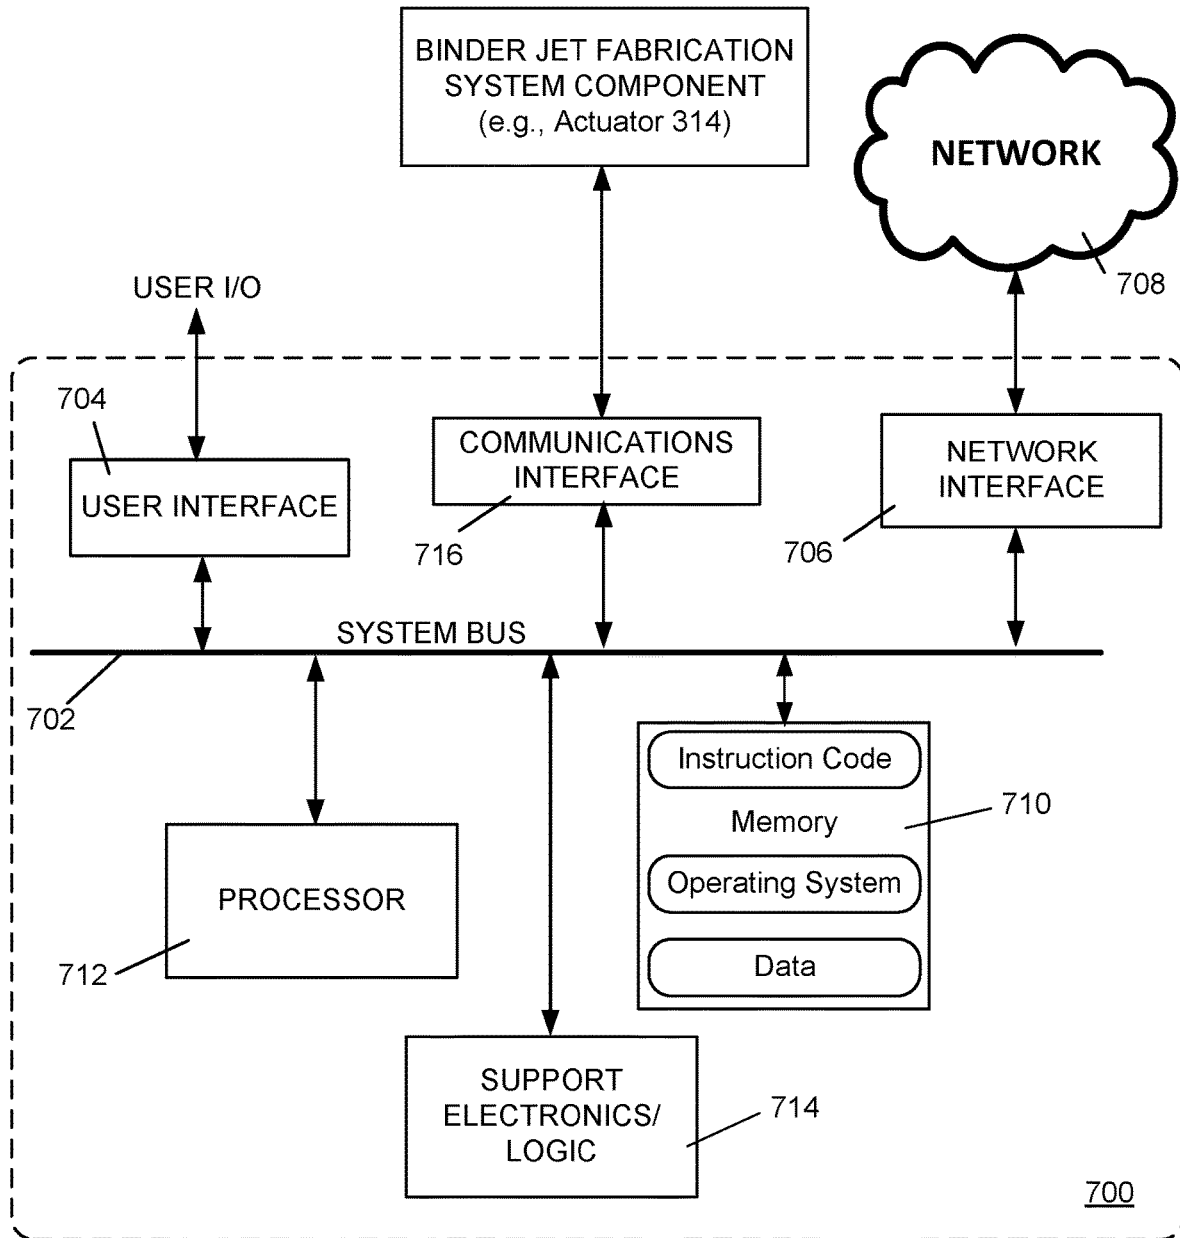 BINDER JET FABRICATION
SYSTEM COMPONENT
(e.g., Actuator 314)
NETWORK
708
USER I/O
704
USER INTERFACE
COMMUNICATIONS
INTERFACE
716
NETWORK
INTERFACE
706
SYSTEM BUS
702
Instruction Code
Memory
710
Operating System
Data
PROCESSOR
712
SUPPORT
ELECTRONICS/
LOGIC
714
700